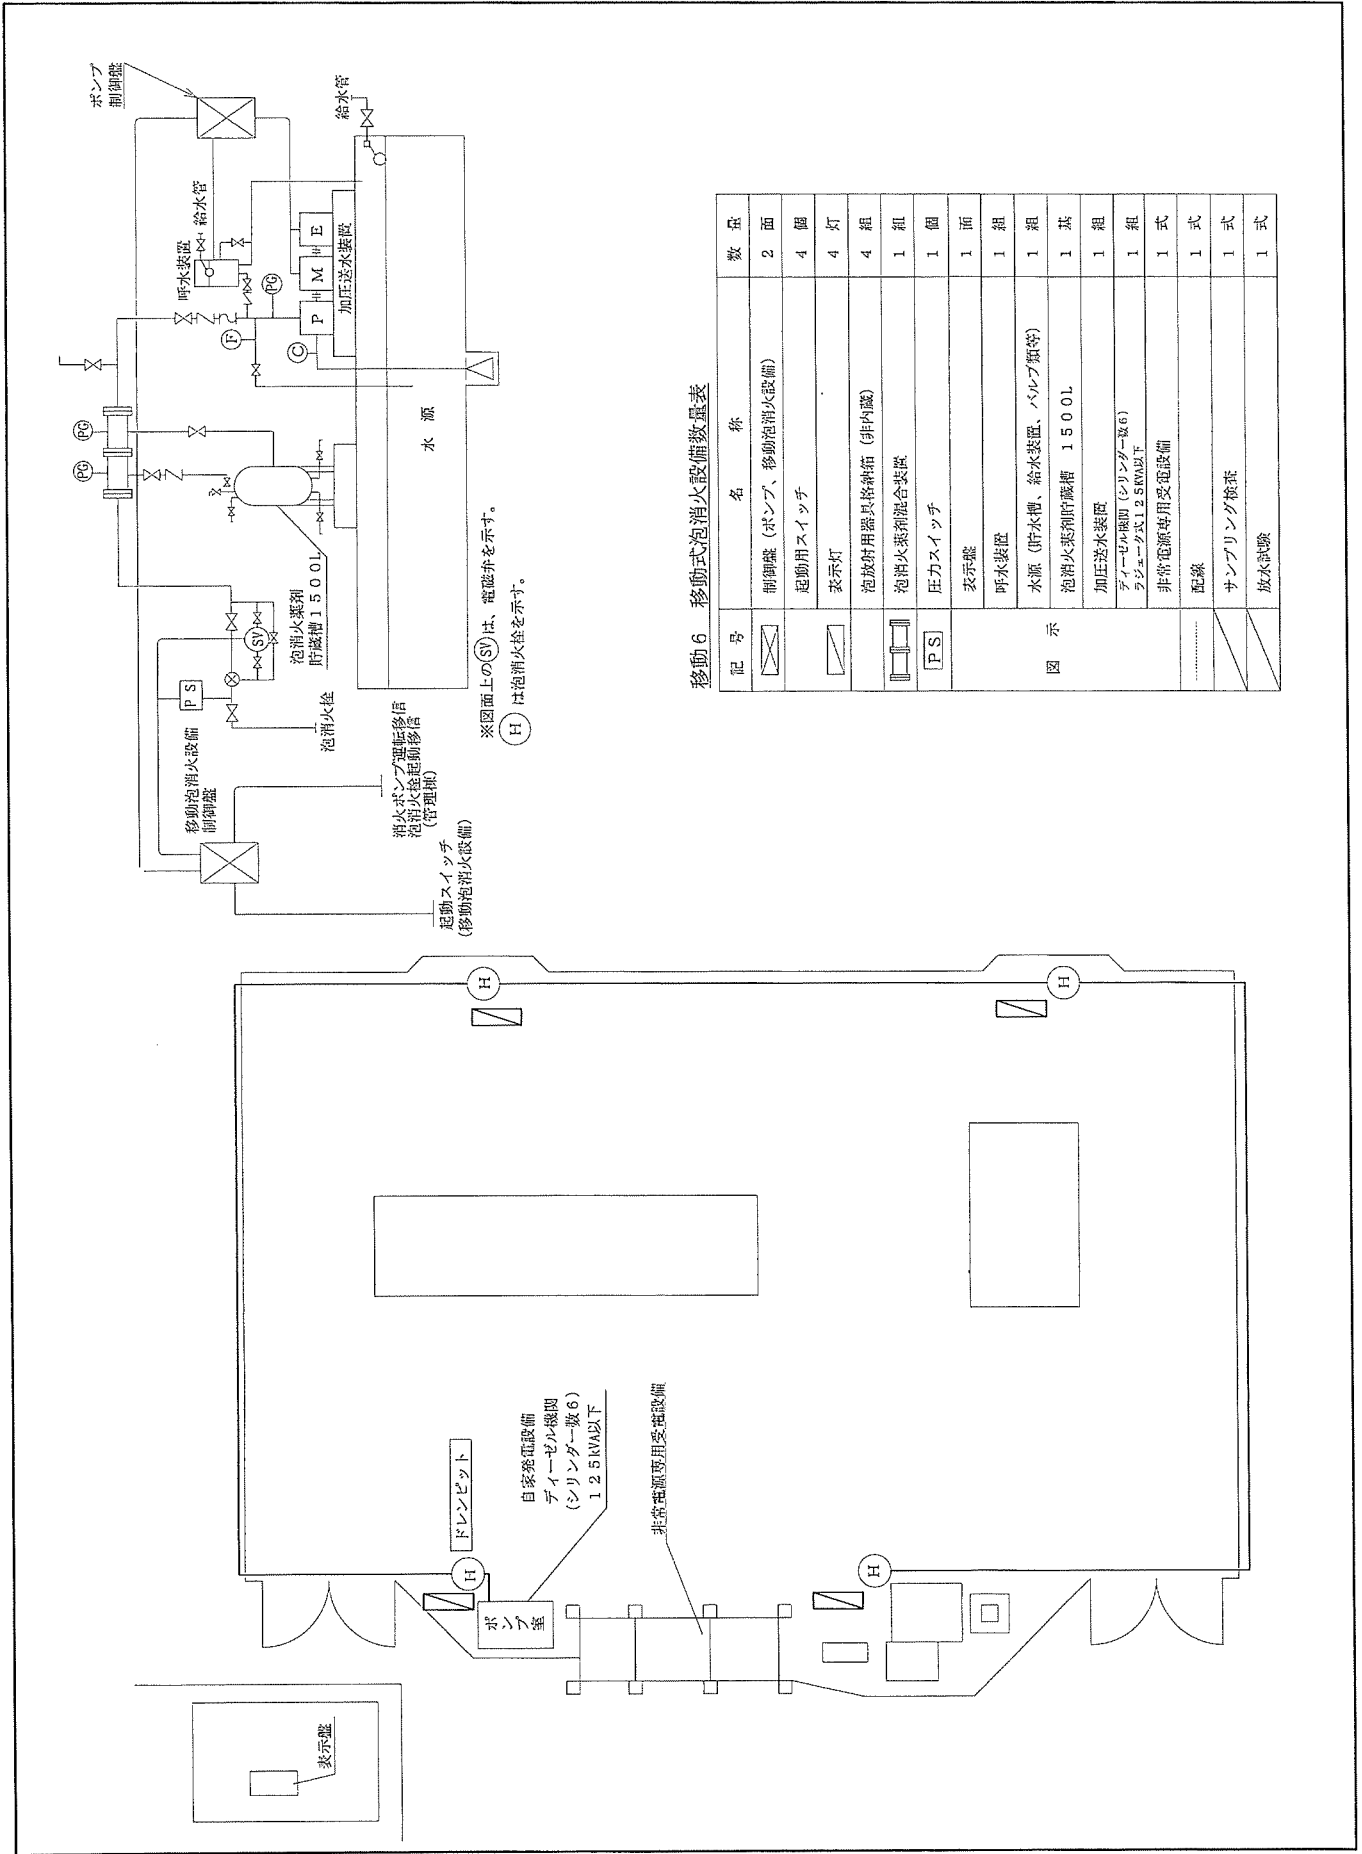 ポンプ
制御盤
給水管
呼水装置
給水管
PG
PG
PG
F
C
P
M
E
加圧送水装置
水源
SV
PS
泡消火薬剤
貯蔵槽1500L
泡消火栓
移動泡消火設備
制御盤
消火ポンプ運転移信
泡消火栓起動移信
(管理棟)
起動スイッチ
(移動泡消火設備)
※図面上のSVは、電磁弁を示す。
Hは泡消火栓を示す。
移動6 移動式泡消火設備数量表
記号 名称 数量
制御盤(ポンプ、移動泡消火設備) 2面
起動用スイッチ 4個
表示灯 4灯
泡放射用器具格納箱(非内蔵) 4組
泡消火薬剤混合装置 1組
PS 圧力スイッチ 1個
図示
表示盤 1面
呼水装置 1組
水源(貯水槽、給水装置、バルブ類等) 1組
泡消火薬剤貯蔵槽 1500L 1基
加圧送水装置 1組
ディーゼル機関(シリンダー数6)
ラジェータ式125kVA以下 1組
非常電源専用受電設備 1式
配線 1式
サンプリング検査 1式
放水試験 1式
H
H
H
H
ドレンピット
ポンプ室
自家発電設備
ディーゼル機関
(シリンダー数6)
125kVA以下
非常電源専用受電設備
表示盤